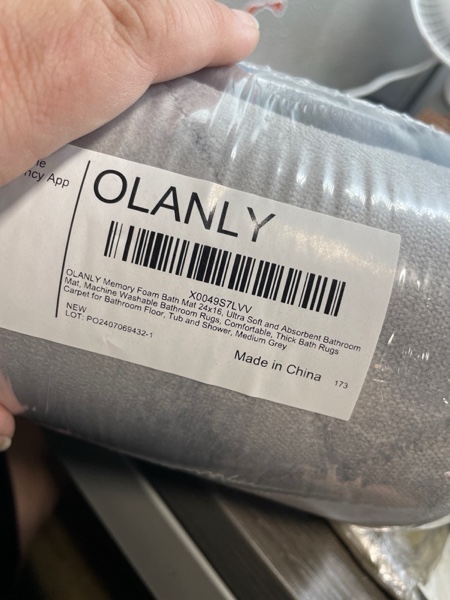 ncy App
OLANLY
X0049S7LVV
OLANLY Memory Foam Bath Mat 24x16, Ultra Soft and Absorbent Bathroom
Mat, Machine Washable Bathroom Rugs, Comfortable, Thick Bath Rugs
Carpet for Bathroom Floor, Tub and Shower, Medium Grey
NEW
LOT: PO2407069432-1
Made in China
173